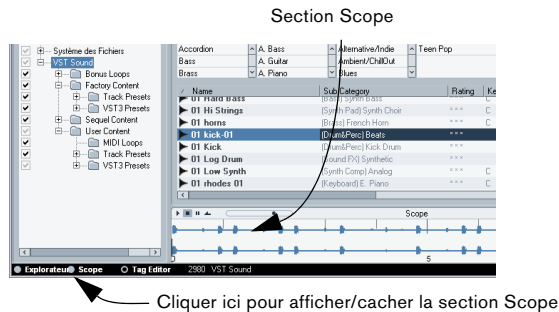 Section Scope
Système des Fichiers
VST Sound
Bonus Loops
Factory Content
Track Presets
VST3 Presets
Sequel Content
User Content
MIDI Loops
Track Presets
VST3 Presets
Accordion A. Bass Alternative/Indie Teen Pop
Bass A. Guitar Ambient/ChillOut
Brass A. Piano Blues
Name Sub Category Rating
01 Hard Bass (Bass) Synth Bass C
01 Hi Strings (Synth Pad) Synth Choir
01 horns (Brass) French Horn C
01 kick-01 (Drum&Perc) Beats
01 Kick (Drum&Perc) Kick Drum
01 Log Drum (Sound FX) Synthetic
01 Low Synth (Synth Comp) Analog C
01 rhodes 01 (Keyboard) E. Piano C
Scope
5
Explorateur Scope Tag Editor 2980 VST Sound
Cliquer ici pour afficher/cacher la section Scope